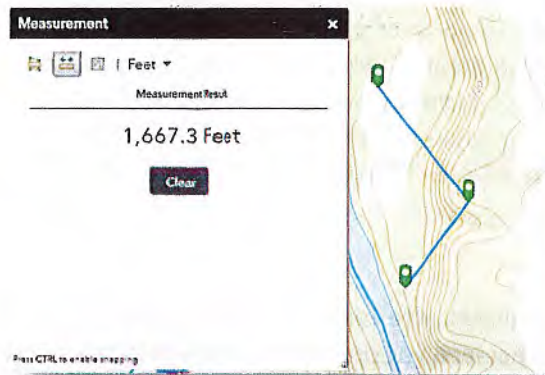 Measurement ×
| Feet
Measurement Result
1,667.3 Feet
Clear
Press CTRL to enable snapping